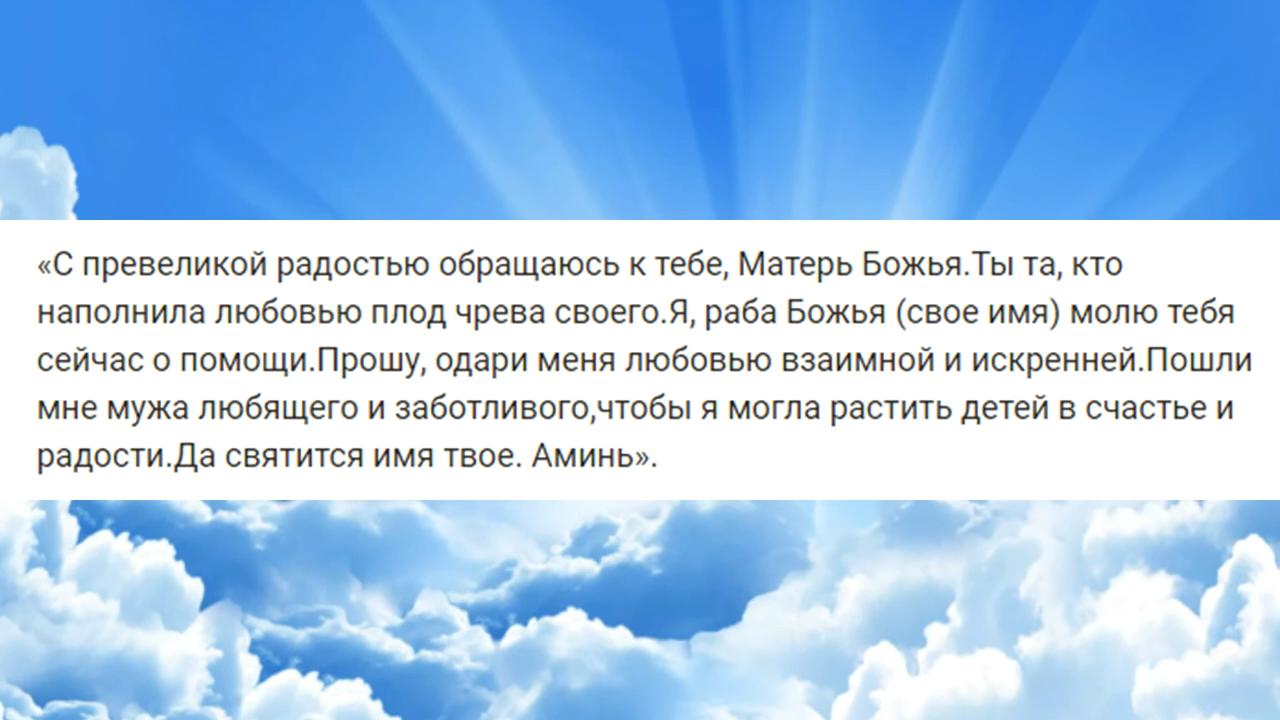 «С превеликой радостью обращаюсь к тебе, Матерь Божья.Ты та, кто
наполнила любовью плод чрева своего.Я, раба Божья (свое имя) молю тебя
сейчас о помощи.Прошу, одари меня любовью взаимной и искренней.Пошли
мне мужа любящего и заботливого,чтобы я могла растить детей в счастье и
радости.Да святится имя твое. Аминь».